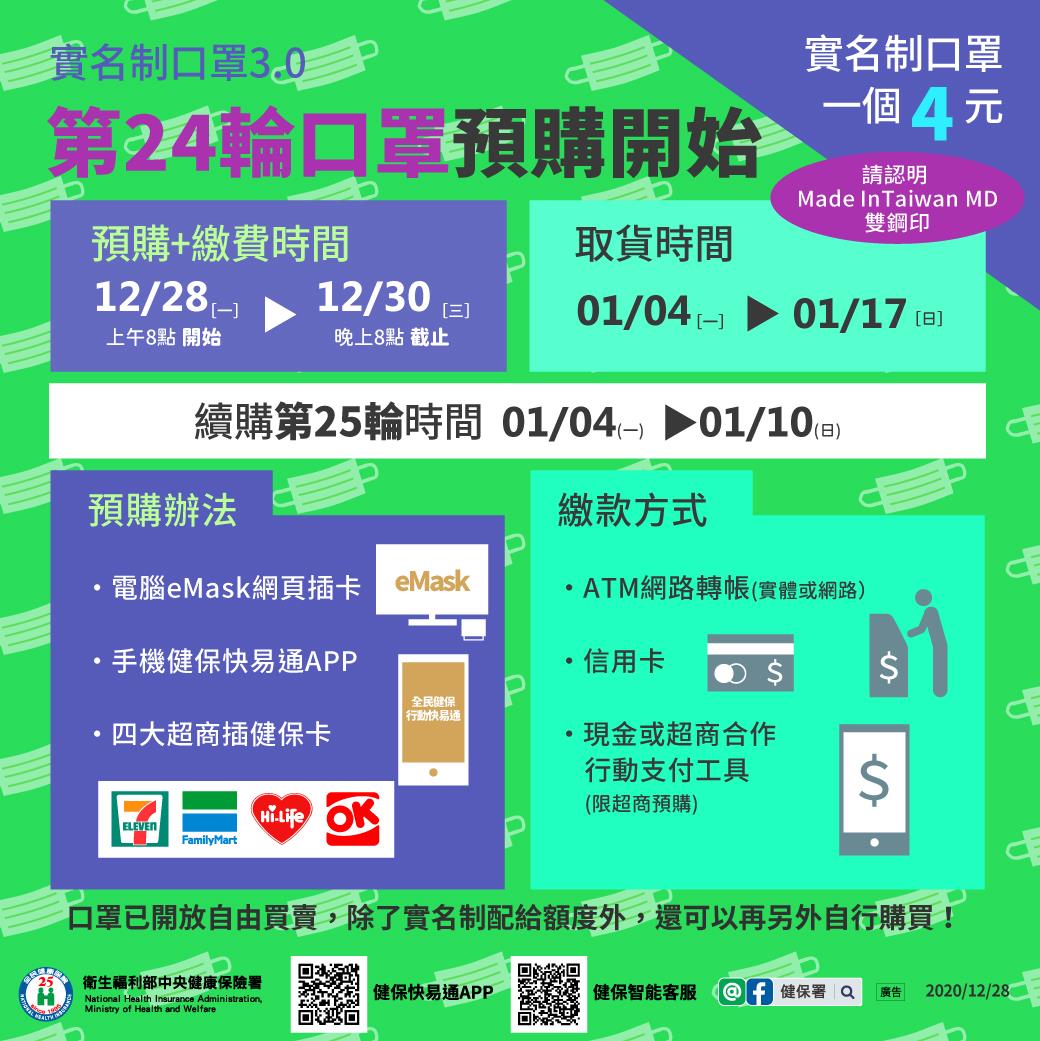 實名制口罩3.0
第24輪口罩預購開始
實名制口罩
一個4元
請認明
Made InTaiwan MD
雙鋼印
預購+繳費時間
12/28[一] ▶ 12/30[三]
上午8點 開始 晚上8點 截止
取貨時間
01/04[一] ▶ 01/17[日]
續購第25輪時間 01/04(一) ▶01/10(日)
預購辦法
・電腦eMask網頁插卡
eMask
・手機健保快易通APP
全民健保
行動快易通
・四大超商插健保卡
7 ELEVEN
FamilyMart
Hi-Life
OK
繳款方式
・ATM網路轉帳(實體或網路)
$
・信用卡
$
・現金或超商合作
行動支付工具
(限超商預購)
$
口罩已開放自由買賣，除了實名制配給額度外，還可以再另外自行購買！
25
衛生福利部中央健康保險署
National Health Insurance Administration,
Ministry of Health and Welfare
健保快易通APP
健保智能客服
@ f 健保署
廣告
2020/12/28